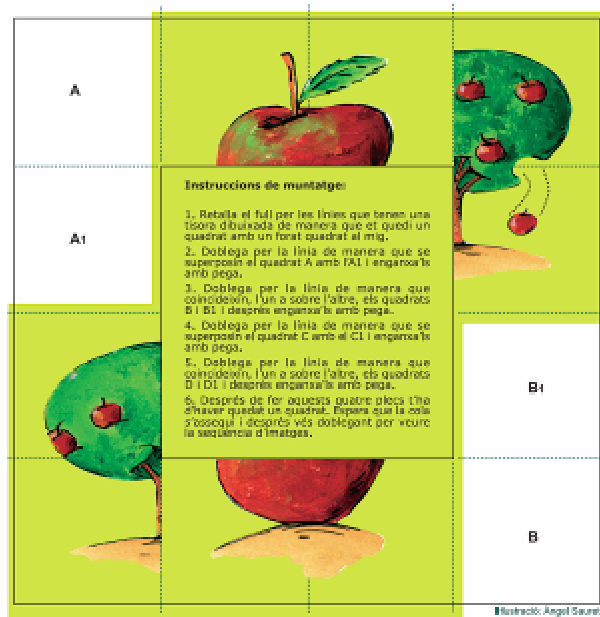 A
A1
Instruccions de muntatge:
1. Retalla el full per les línies que tenen una
tisora dibuixada de manera que et quedi un
quadrat amb un forat quadrat al mig.
2. Doblega per la línia de manera que se
superposin el quadrat A amb l'A1 i enganxa'ls
amb pega.
3. Doblega per la línia de manera que
coincideixin, l'un a sobre l'altre, els quadrats
B i B1 i després enganxa'ls amb pega.
4. Doblega per la línia de manera que se
superposin el quadrat C amb el C1 i enganxa'ls
amb pega.
5. Doblega per la línia de manera que
coincideixin, l'un a sobre l'altre, els quadrats
D i D1 i després enganxa'ls amb pega.
6. Després de fer aquests quatre plecs t'ha
d'haver quedat un quadrat. Espera que la cola
s'assequi i després vés doblegant per veure
la seqüència d'imatges.
B1
B
Il·lustració: Àngel Sauret